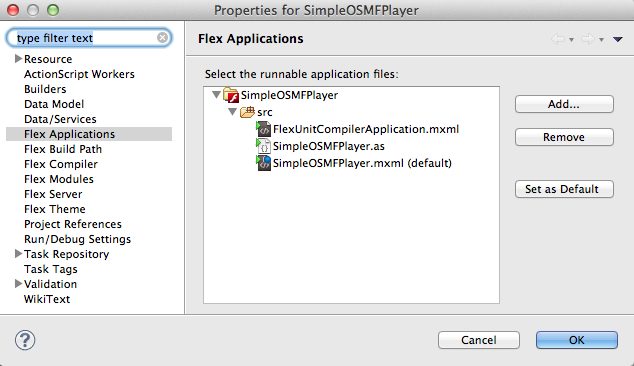 Properties for SimpleOSMFPlayer
type filter text
Resource
ActionScript Workers
Builders
Data Model
Data/Services
Flex Applications
Flex Build Path
Flex Compiler
Flex Modules
Flex Server
Flex Theme
Project References
Run/Debug Settings
Task Repository
Task Tags
Validation
WikiText
Flex Applications
Select the runnable application files:
SimpleOSMFPlayer
src
FlexUnitCompilerApplication.mxml
SimpleOSMFPlayer.as
SimpleOSMFPlayer.mxml (default)
Add...
Remove
Set as Default
?
Cancel
OK